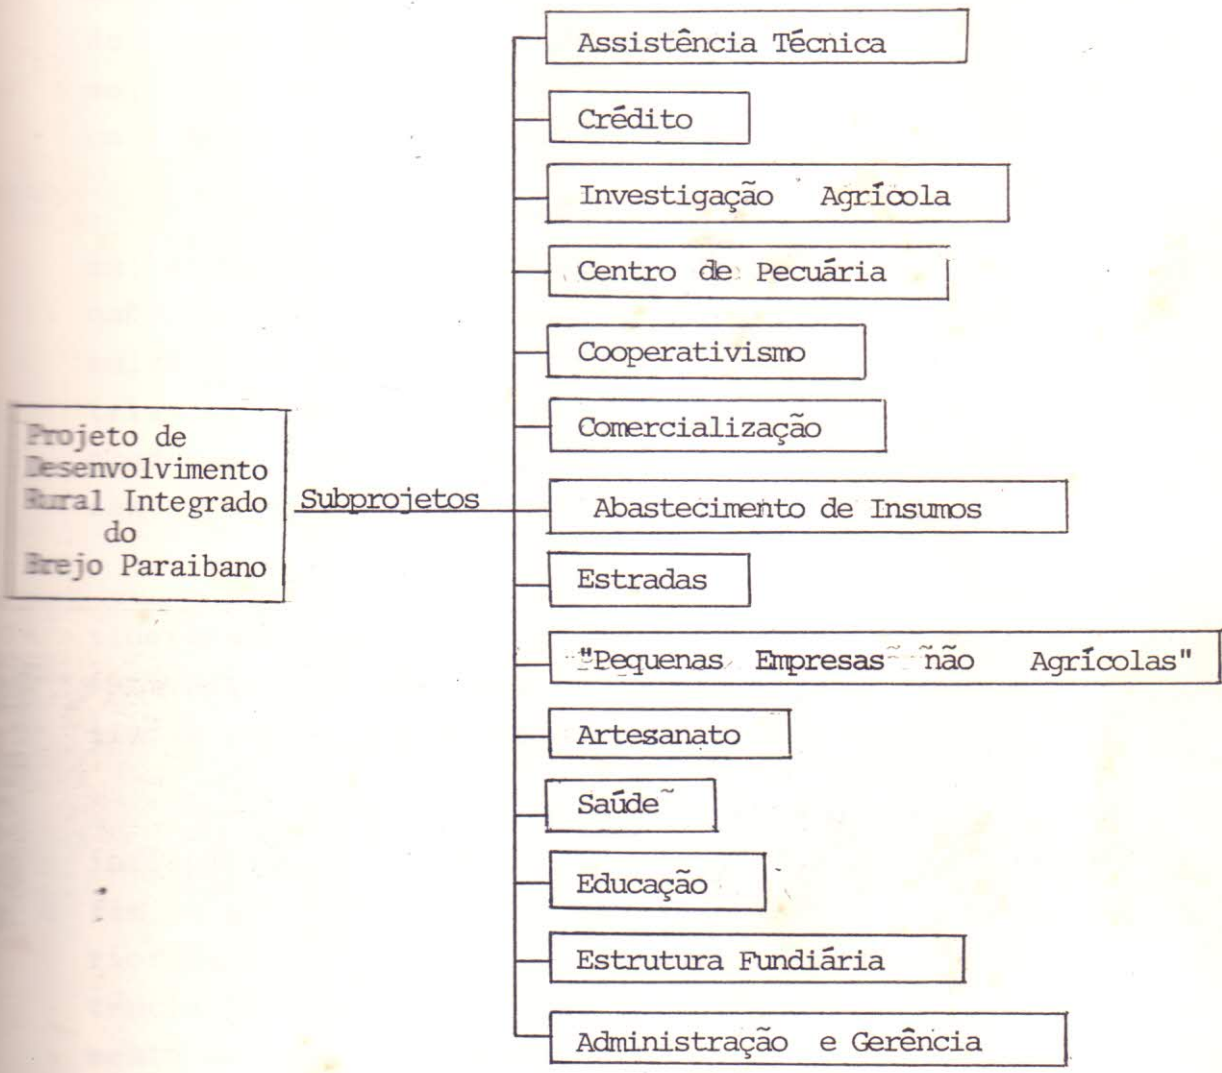 Assistência Técnica
Crédito
Investigação Agrícola
Centro de Pecuária
Cooperativismo
Comercialização
Projeto de
Desenvolvimento
Rural Integrado
do
Brejo Paraibano
Subprojetos
Abastecimento de Insumos
Estradas
"Pequenas Empresas não Agrícolas"
Artesanato
Saúde
Educação
Estrutura Fundiária
Administração e Gerência